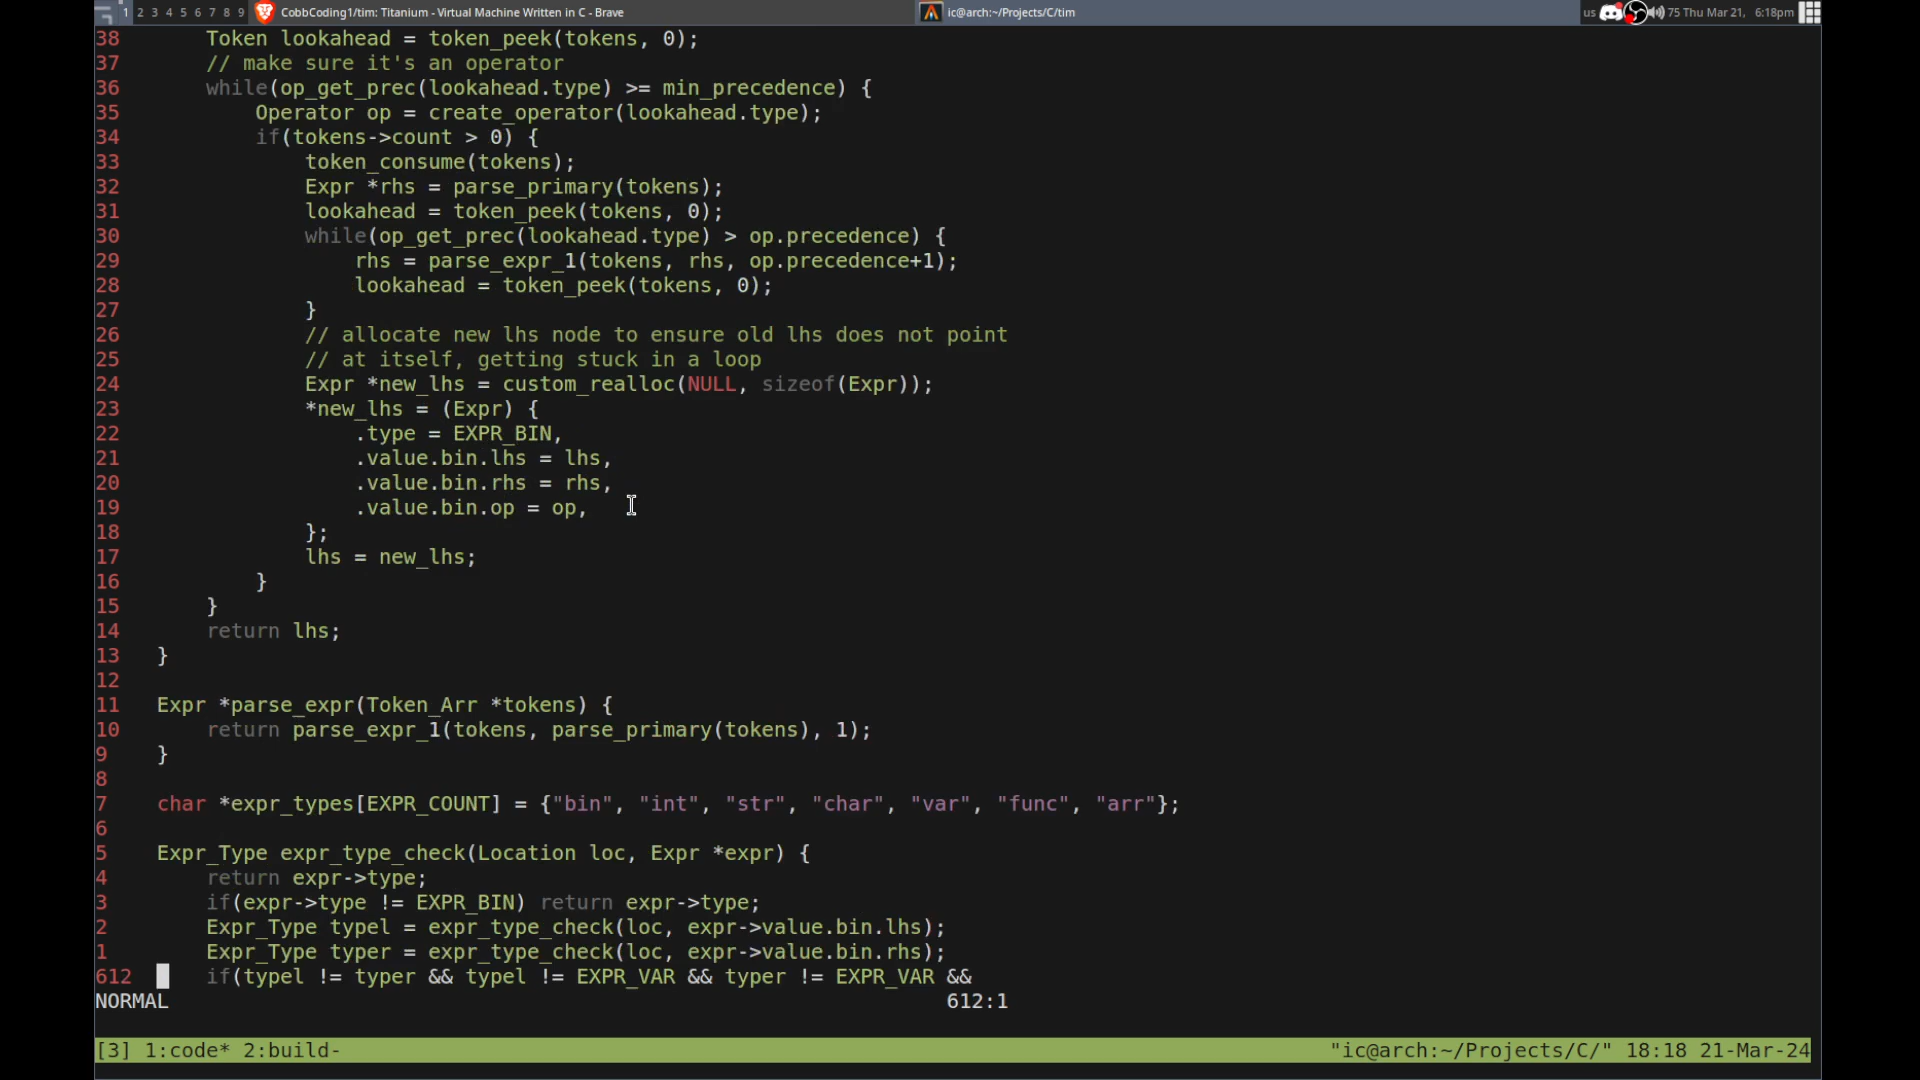 1 2 3 4 5 6 7 8 9 CobbCoding1/tim: Titanium - Virtual Machine Written in C - Brave ic@arch:~/Projects/C/tim us 75 Thu Mar 21, 6:18pm
38 Token lookahead = token_peek(tokens, 0);
37 // make sure it's an operator
36 while(op_get_prec(lookahead.type) >= min_precedence) {
35 Operator op = create_operator(lookahead.type);
34 if(tokens->count > 0) {
33 token_consume(tokens);
32 Expr *rhs = parse_primary(tokens);
31 lookahead = token_peek(tokens, 0);
30 while(op_get_prec(lookahead.type) > op.precedence) {
29 rhs = parse_expr_1(tokens, rhs, op.precedence+1);
28 lookahead = token_peek(tokens, 0);
27 }
26 // allocate new lhs node to ensure old lhs does not point
25 // at itself, getting stuck in a loop
24 Expr *new_lhs = custom_realloc(NULL, sizeof(Expr));
23 *new_lhs = (Expr) {
22 .type = EXPR_BIN,
21 .value.bin.lhs = lhs,
20 .value.bin.rhs = rhs,
19 .value.bin.op = op,
18 };
17 lhs = new_lhs;
16 }
15 }
14 return lhs;
13 }
12
11 Expr *parse_expr(Token_Arr *tokens) {
10 return parse_expr_1(tokens, parse_primary(tokens), 1);
9 }
8
7 char *expr_types[EXPR_COUNT] = {"bin", "int", "str", "char", "var", "func", "arr"};
6
5 Expr_Type expr_type_check(Location loc, Expr *expr) {
4 return expr->type;
3 if(expr->type != EXPR_BIN) return expr->type;
2 Expr_Type typel = expr_type_check(loc, expr->value.bin.lhs);
1 Expr_Type typer = expr_type_check(loc, expr->value.bin.rhs);
612 if(typel != typer && typel != EXPR_VAR && typer != EXPR_VAR &&
NORMAL 612:1
[3] 1:code* 2:build- "ic@arch:~/Projects/C/" 18:18 21-Mar-24